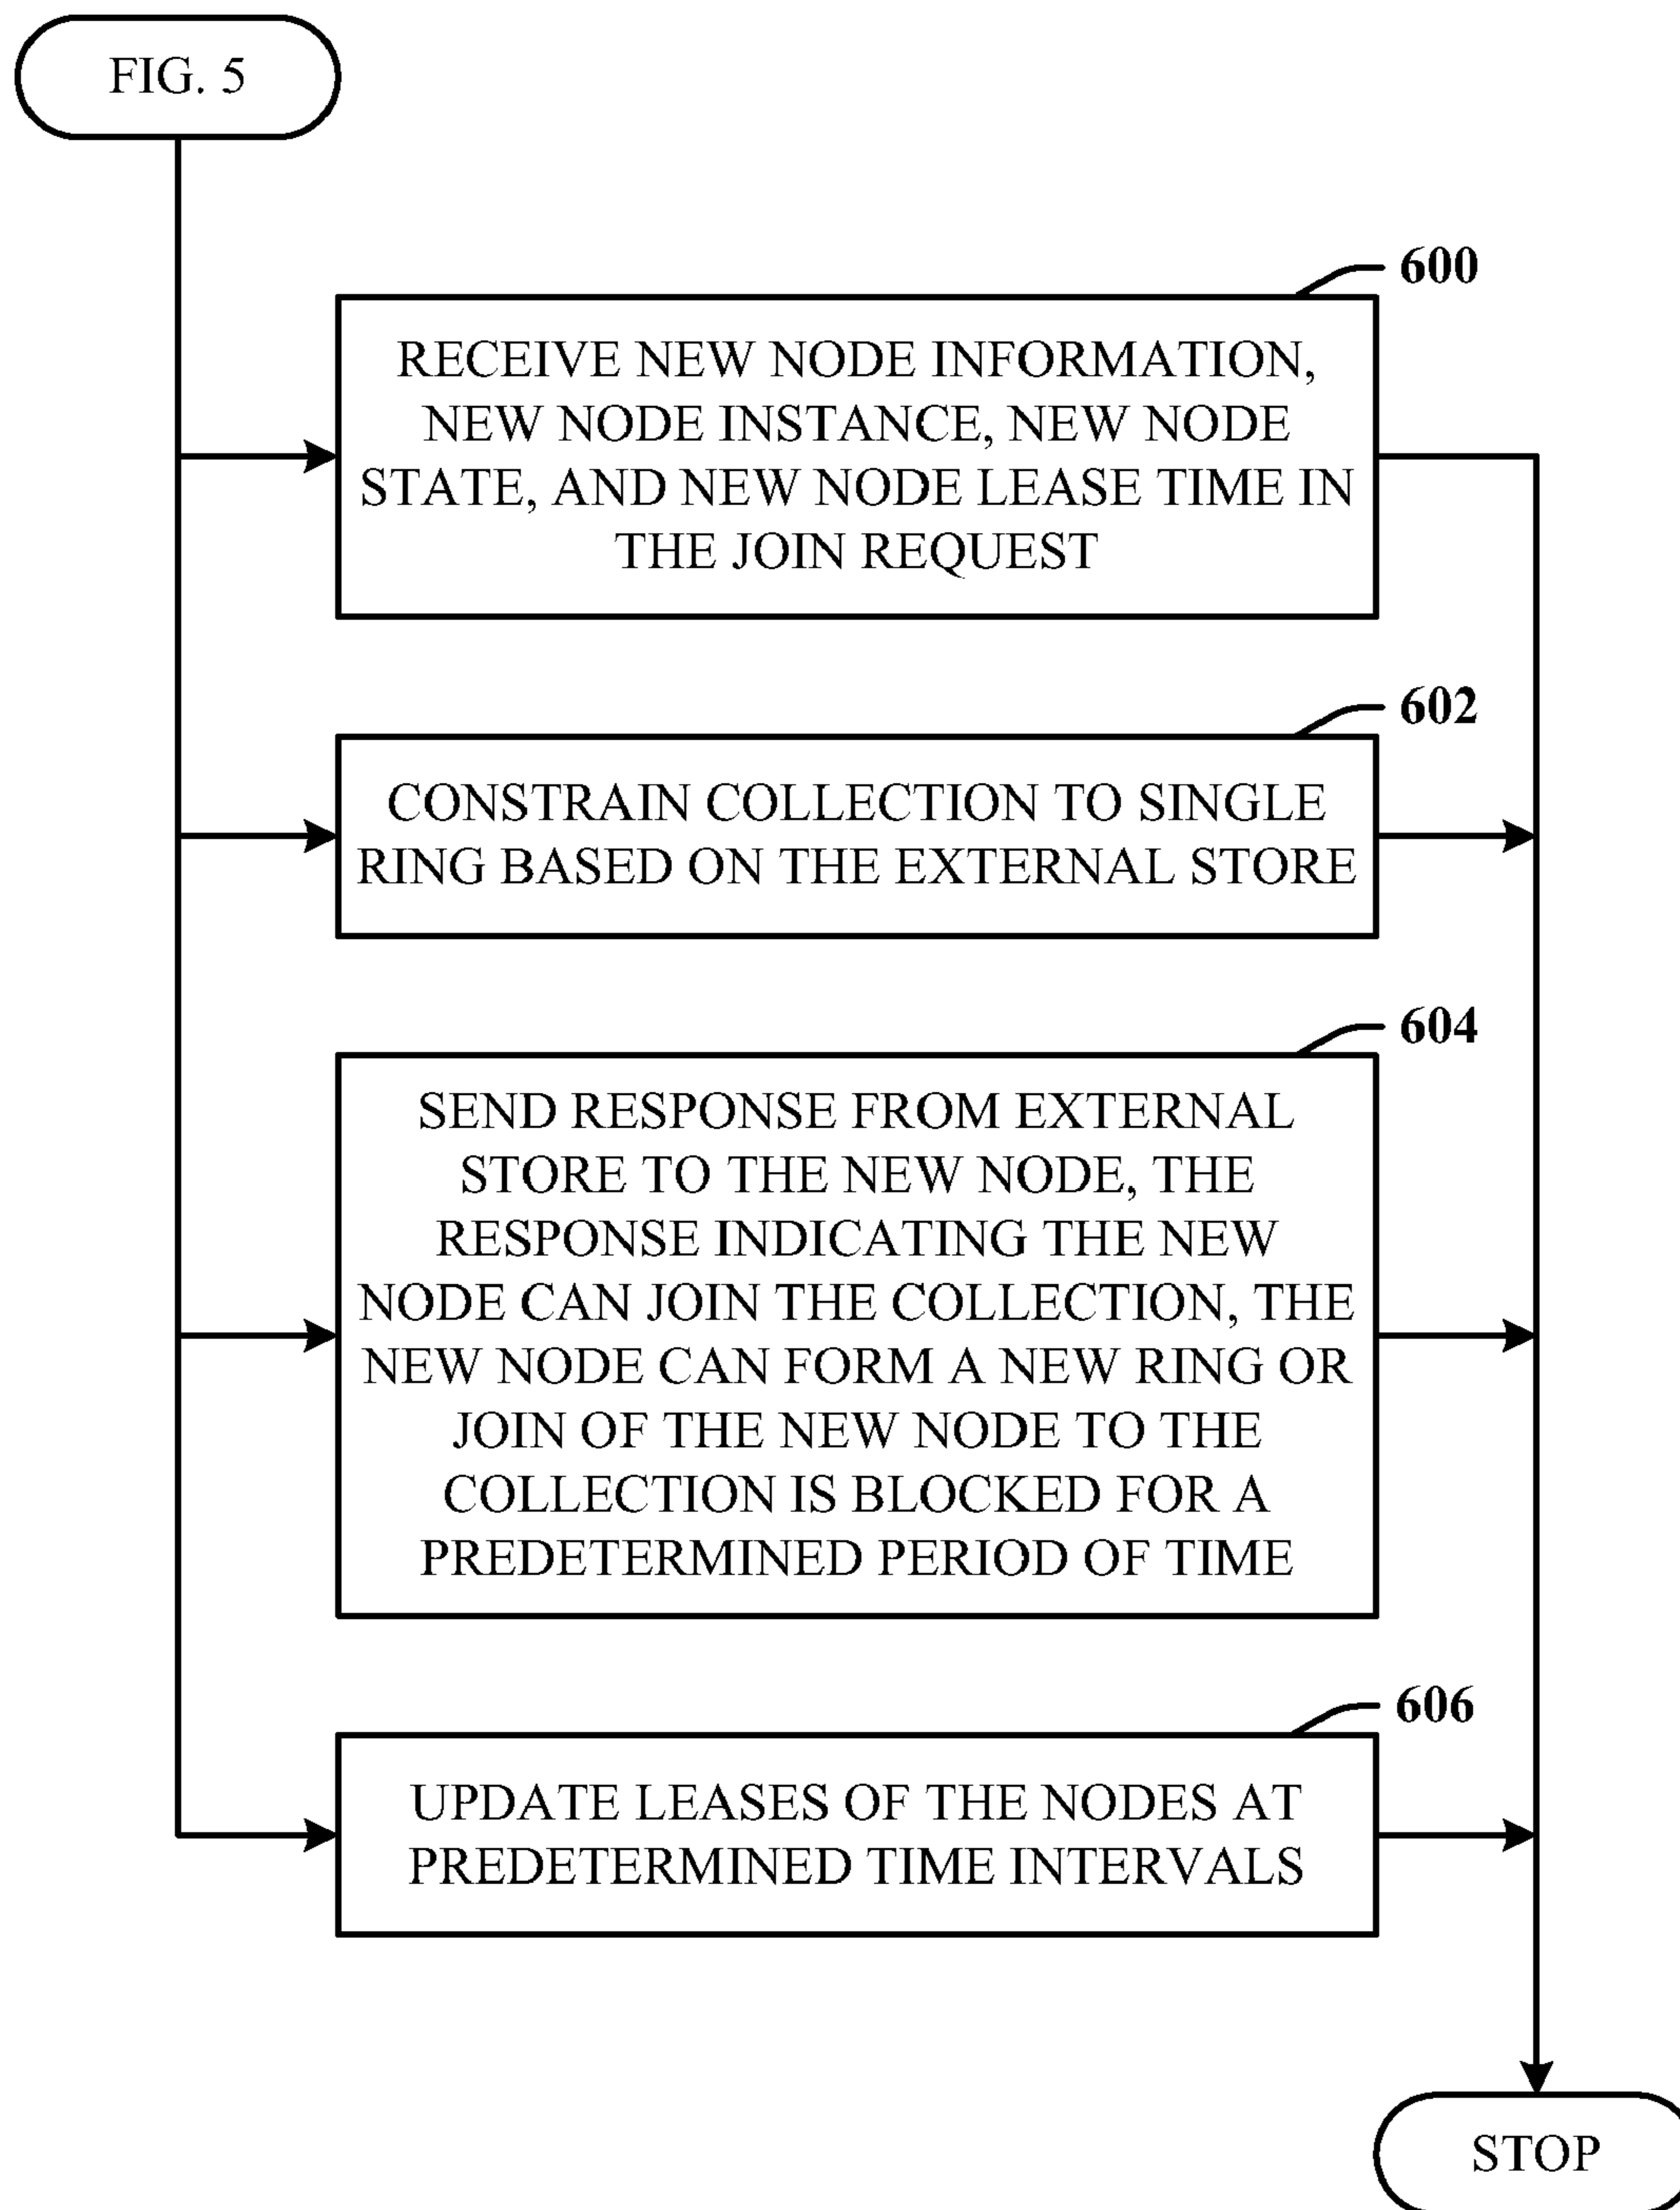 FIG. 5
600
RECEIVE NEW NODE INFORMATION,
NEW NODE INSTANCE, NEW NODE
STATE, AND NEW NODE LEASE TIME IN
THE JOIN REQUEST
602
CONSTRAIN COLLECTION TO SINGLE
RING BASED ON THE EXTERNAL STORE
604
SEND RESPONSE FROM EXTERNAL
STORE TO THE NEW NODE, THE
RESPONSE INDICATING THE NEW
NODE CAN JOIN THE COLLECTION, THE
NEW NODE CAN FORM A NEW RING OR
JOIN OF THE NEW NODE TO THE
COLLECTION IS BLOCKED FOR A
PREDETERMINED PERIOD OF TIME
606
UPDATE LEASES OF THE NODES AT
PREDETERMINED TIME INTERVALS
STOP